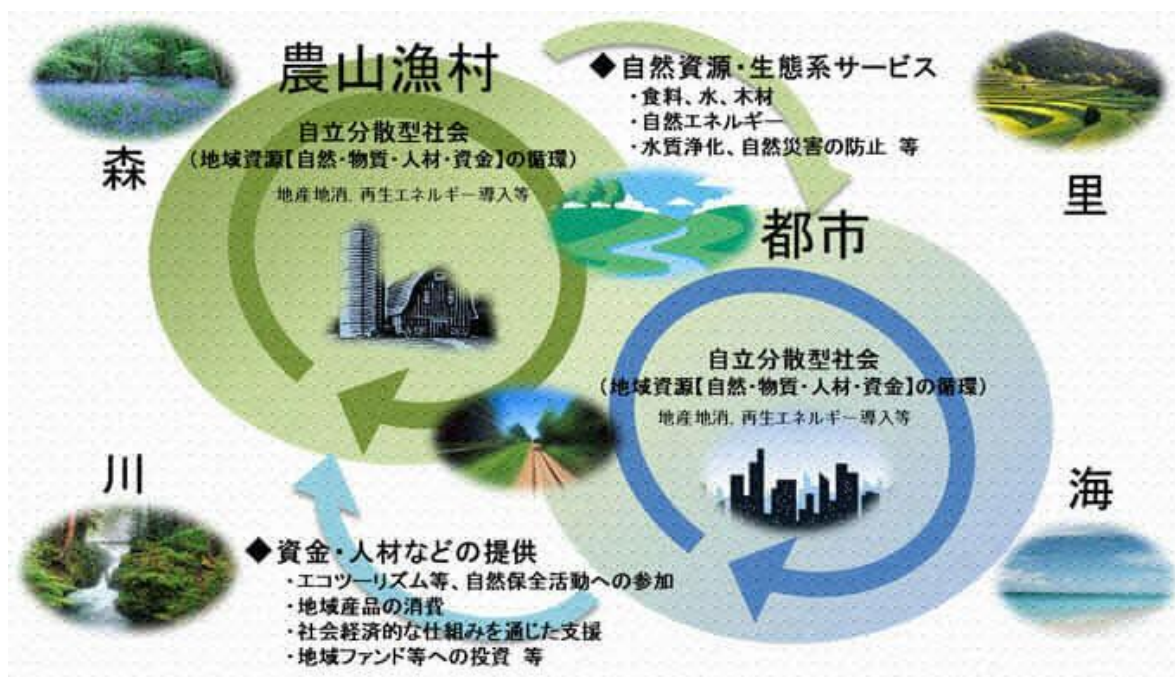 農山漁村
自立分散型社会
(地域資源【自然・物質・人材・資金】の循環)
地産地消、再生エネルギー導入等
◆自然資源・生態系サービス
・食料、水、木材
・自然エネルギー
・水質浄化、自然災害の防止 等
森
里
都市
自立分散型社会
(地域資源【自然・物質・人材・資金】の循環)
地産地消、再生エネルギー導入等
川
海
◆資金・人材などの提供
・エコツーリズム等、自然保全活動への参加
・地域産品の消費
・社会経済的な仕組みを通じた支援
・地域ファンド等への投資 等